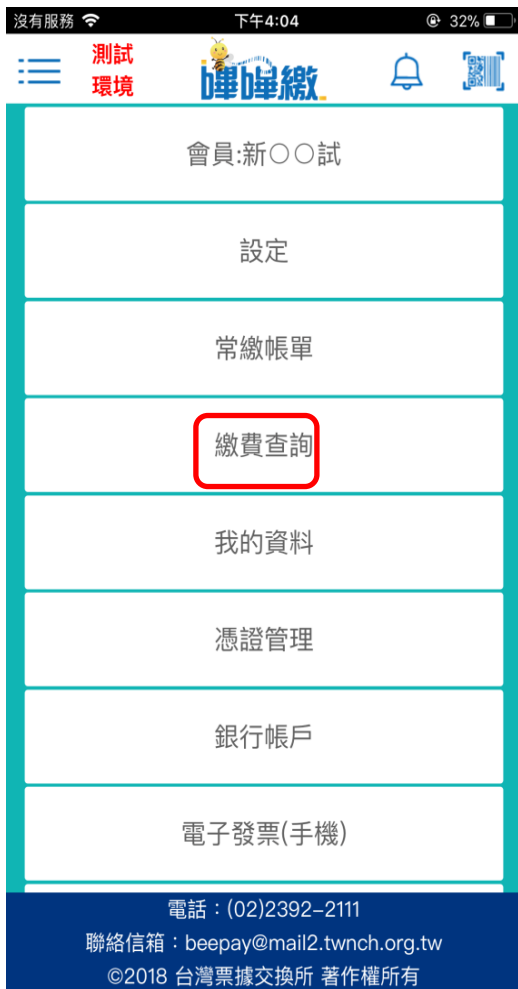 沒有服務 下午4:04 32%
測試
環境
嗶嗶繳
會員:新○○試
設定
常繳帳單
繳費查詢
我的資料
憑證管理
銀行帳戶
電子發票(手機)
電話：(02)2392-2111
聯絡信箱：beepay@mail2.twnch.org.tw
©2018 台灣票據交換所 著作權所有